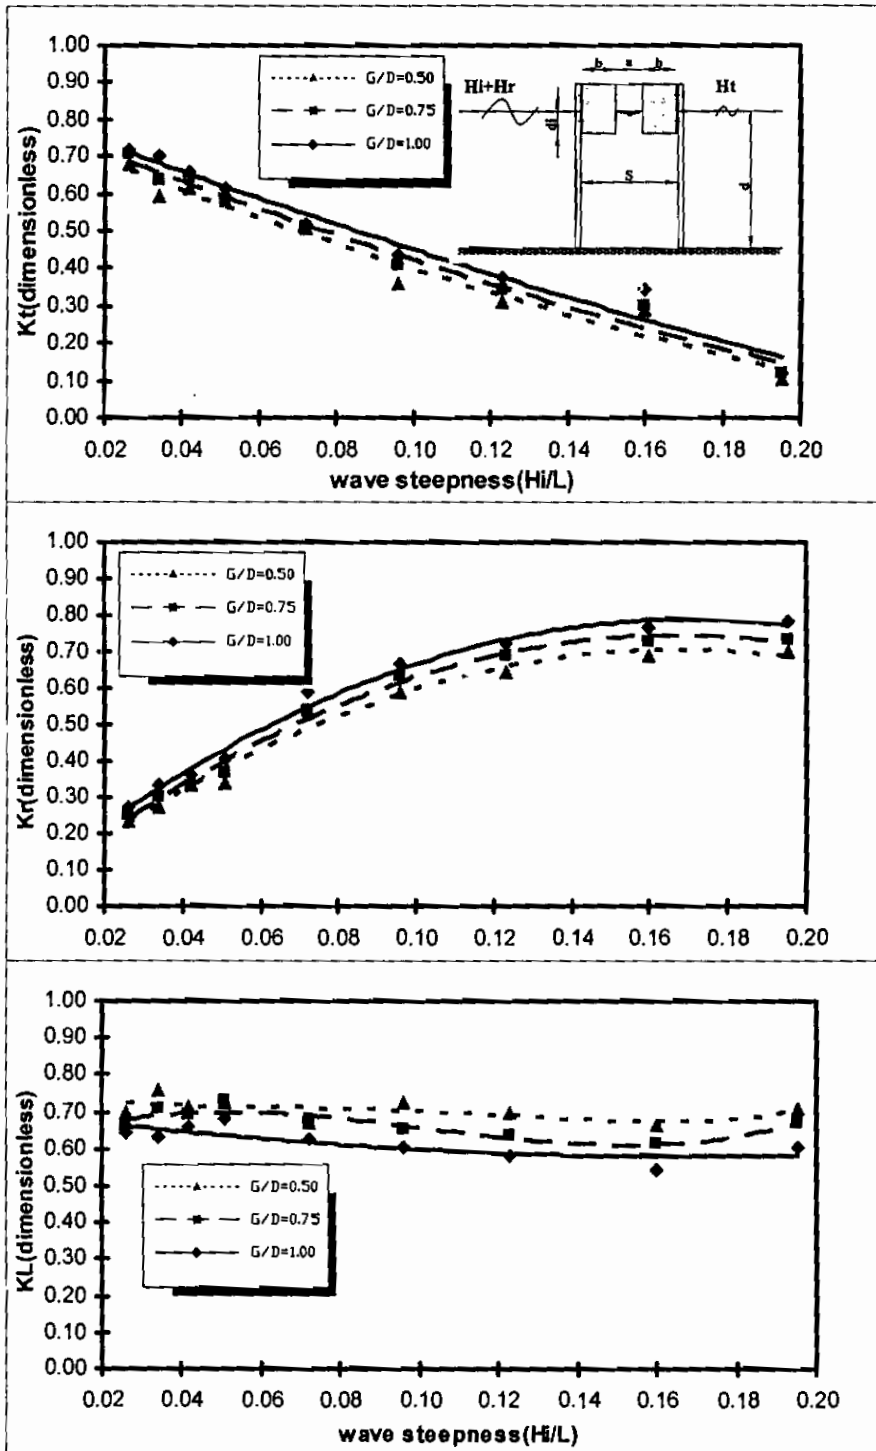 1.00
0.90
0.80
0.70
0.60
0.50
0.40
0.30
0.20
0.10
0.00
Kt(dimensionless)
G/D=0.50
G/D=0.75
G/D=1.00
Hi+Hr
b
b
Ht
di
S
d
0.02 0.04 0.06 0.08 0.10 0.12 0.14 0.16 0.18 0.20
wave steepness(Hi/L)
1.00
0.90
0.80
0.70
0.60
0.50
0.40
0.30
0.20
0.10
0.00
Kr(dimensionless)
G/D=0.50
G/D=0.75
G/D=1.00
0.02 0.04 0.06 0.08 0.10 0.12 0.14 0.16 0.18 0.20
1.00
0.90
0.80
0.70
0.60
0.50
0.40
0.30
0.20
0.10
0.00
KL(dimensionless)
G/D=0.50
G/D=0.75
G/D=1.00
0.02 0.04 0.06 0.08 0.10 0.12 0.14 0.16 0.18 0.20
wave steepness(Hi/L)